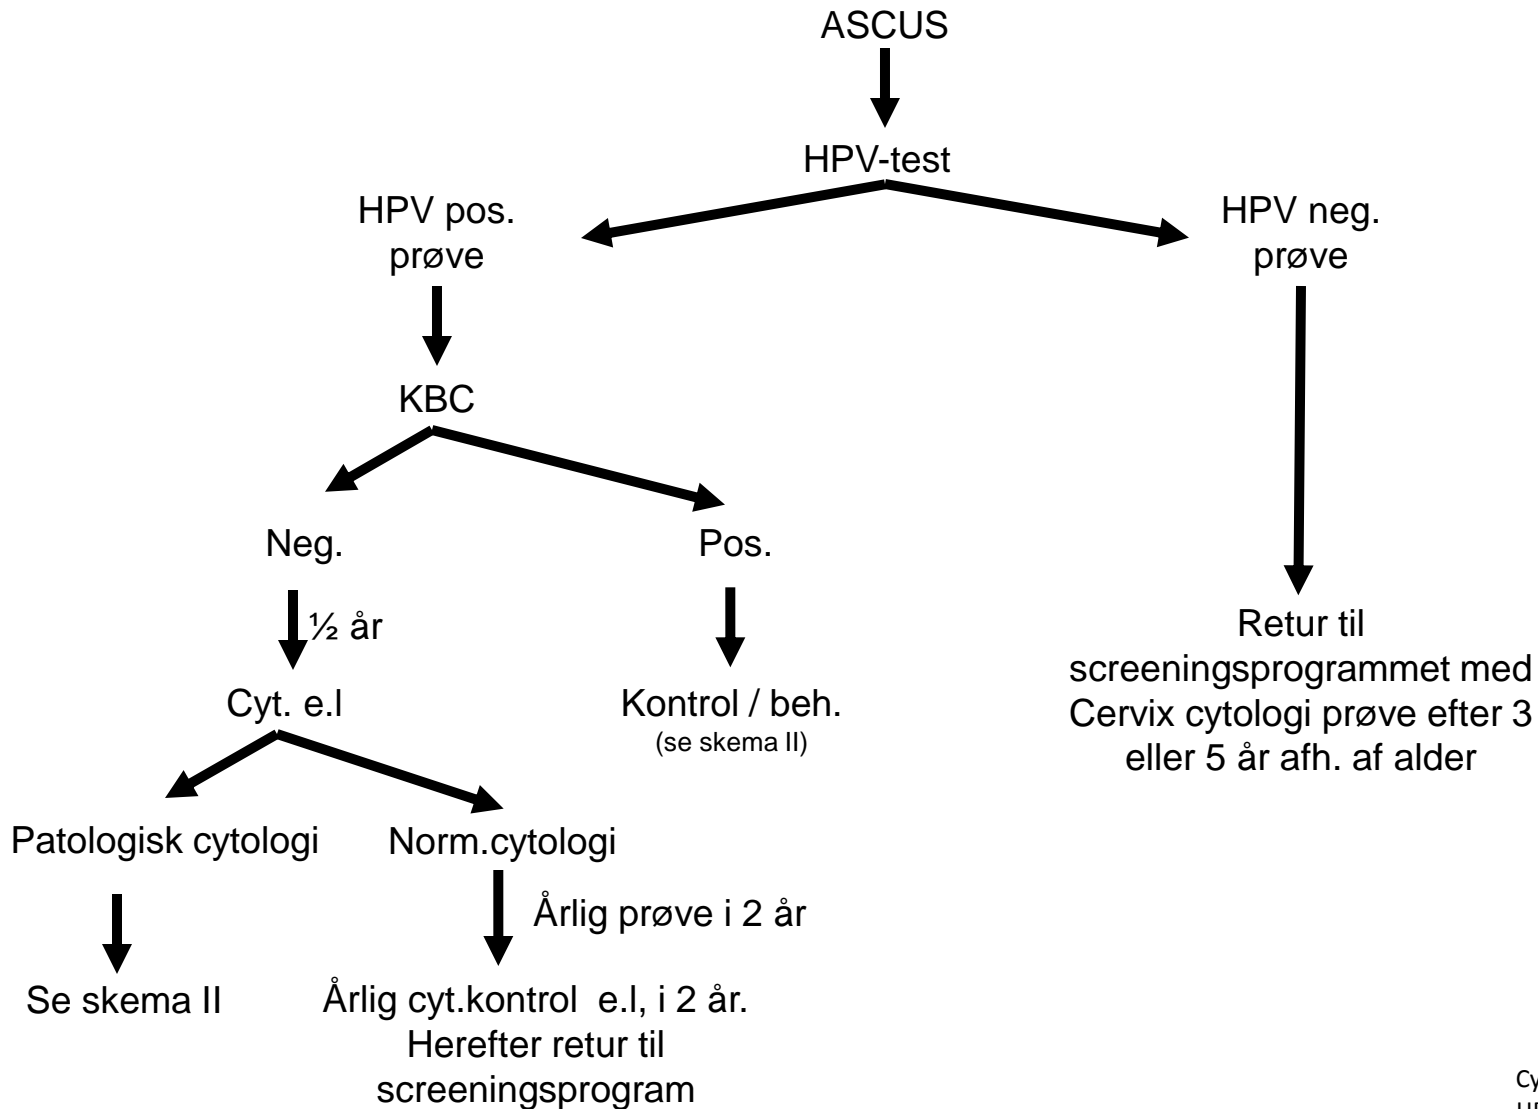 ASCUS
HPV-test
HPV pos.
prøve
HPV neg.
prøve
KBC
Neg.
Pos.
½ år
Cyt. e.l
Kontrol / beh.
(se skema II)
Retur til
screeningsprogrammet med
Cervix cytologi prøve efter 3
eller 5 år afh. af alder
Patologisk cytologi
Norm.cytologi
Årlig prøve i 2 år
Se skema II
Årlig cyt.kontrol e.l, i 2 år.
Herefter retur til
screeningsprogram
Cy